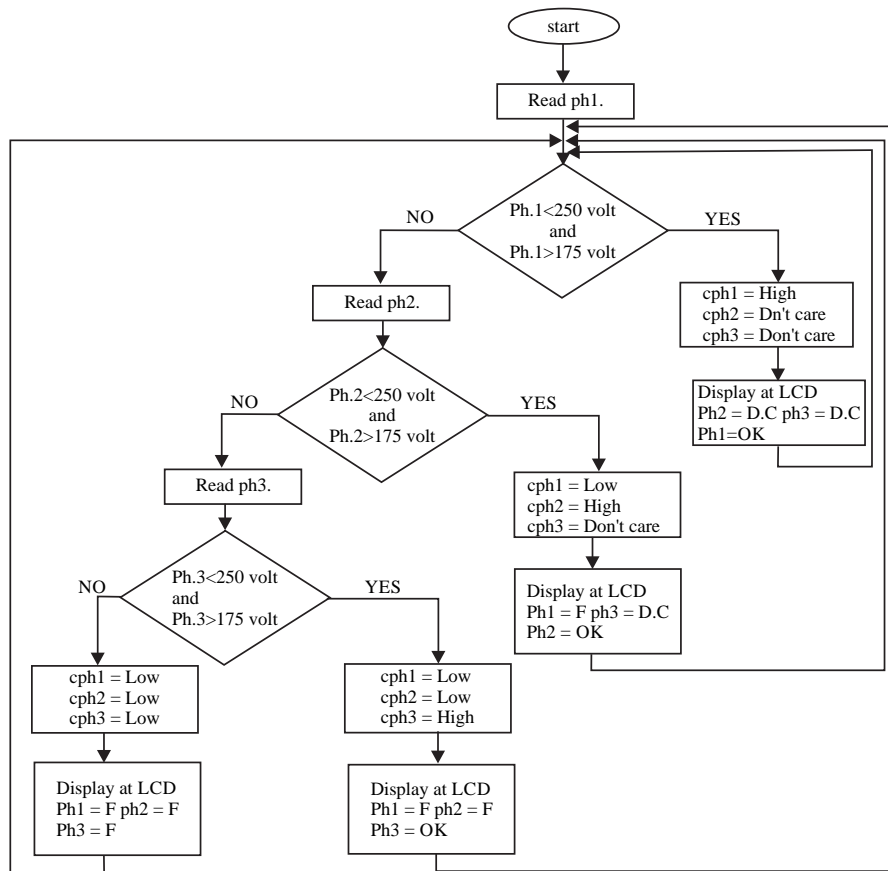 start
Read ph1.
Ph.1<250 volt
and
Ph.1>175 volt
NO
YES
Read ph2.
cph1 = High
cph2 = Dn't care
cph3 = Don't care
Ph.2<250 volt
and
Ph.2>175 volt
NO
YES
Display at LCD
Ph2 = D.C ph3 = D.C
Ph1=OK
Read ph3.
cph1 = Low
cph2 = High
cph3 = Don't care
Ph.3<250 volt
and
Ph.3>175 volt
NO
YES
Display at LCD
Ph1 = F ph3 = D.C
Ph2 = OK
cph1 = Low
cph2 = Low
cph3 = Low
cph1 = Low
cph2 = Low
cph3 = High
Display at LCD
Ph1 = F ph2 = F
Ph3 = F
Display at LCD
Ph1 = F ph2 = F
Ph3 = OK